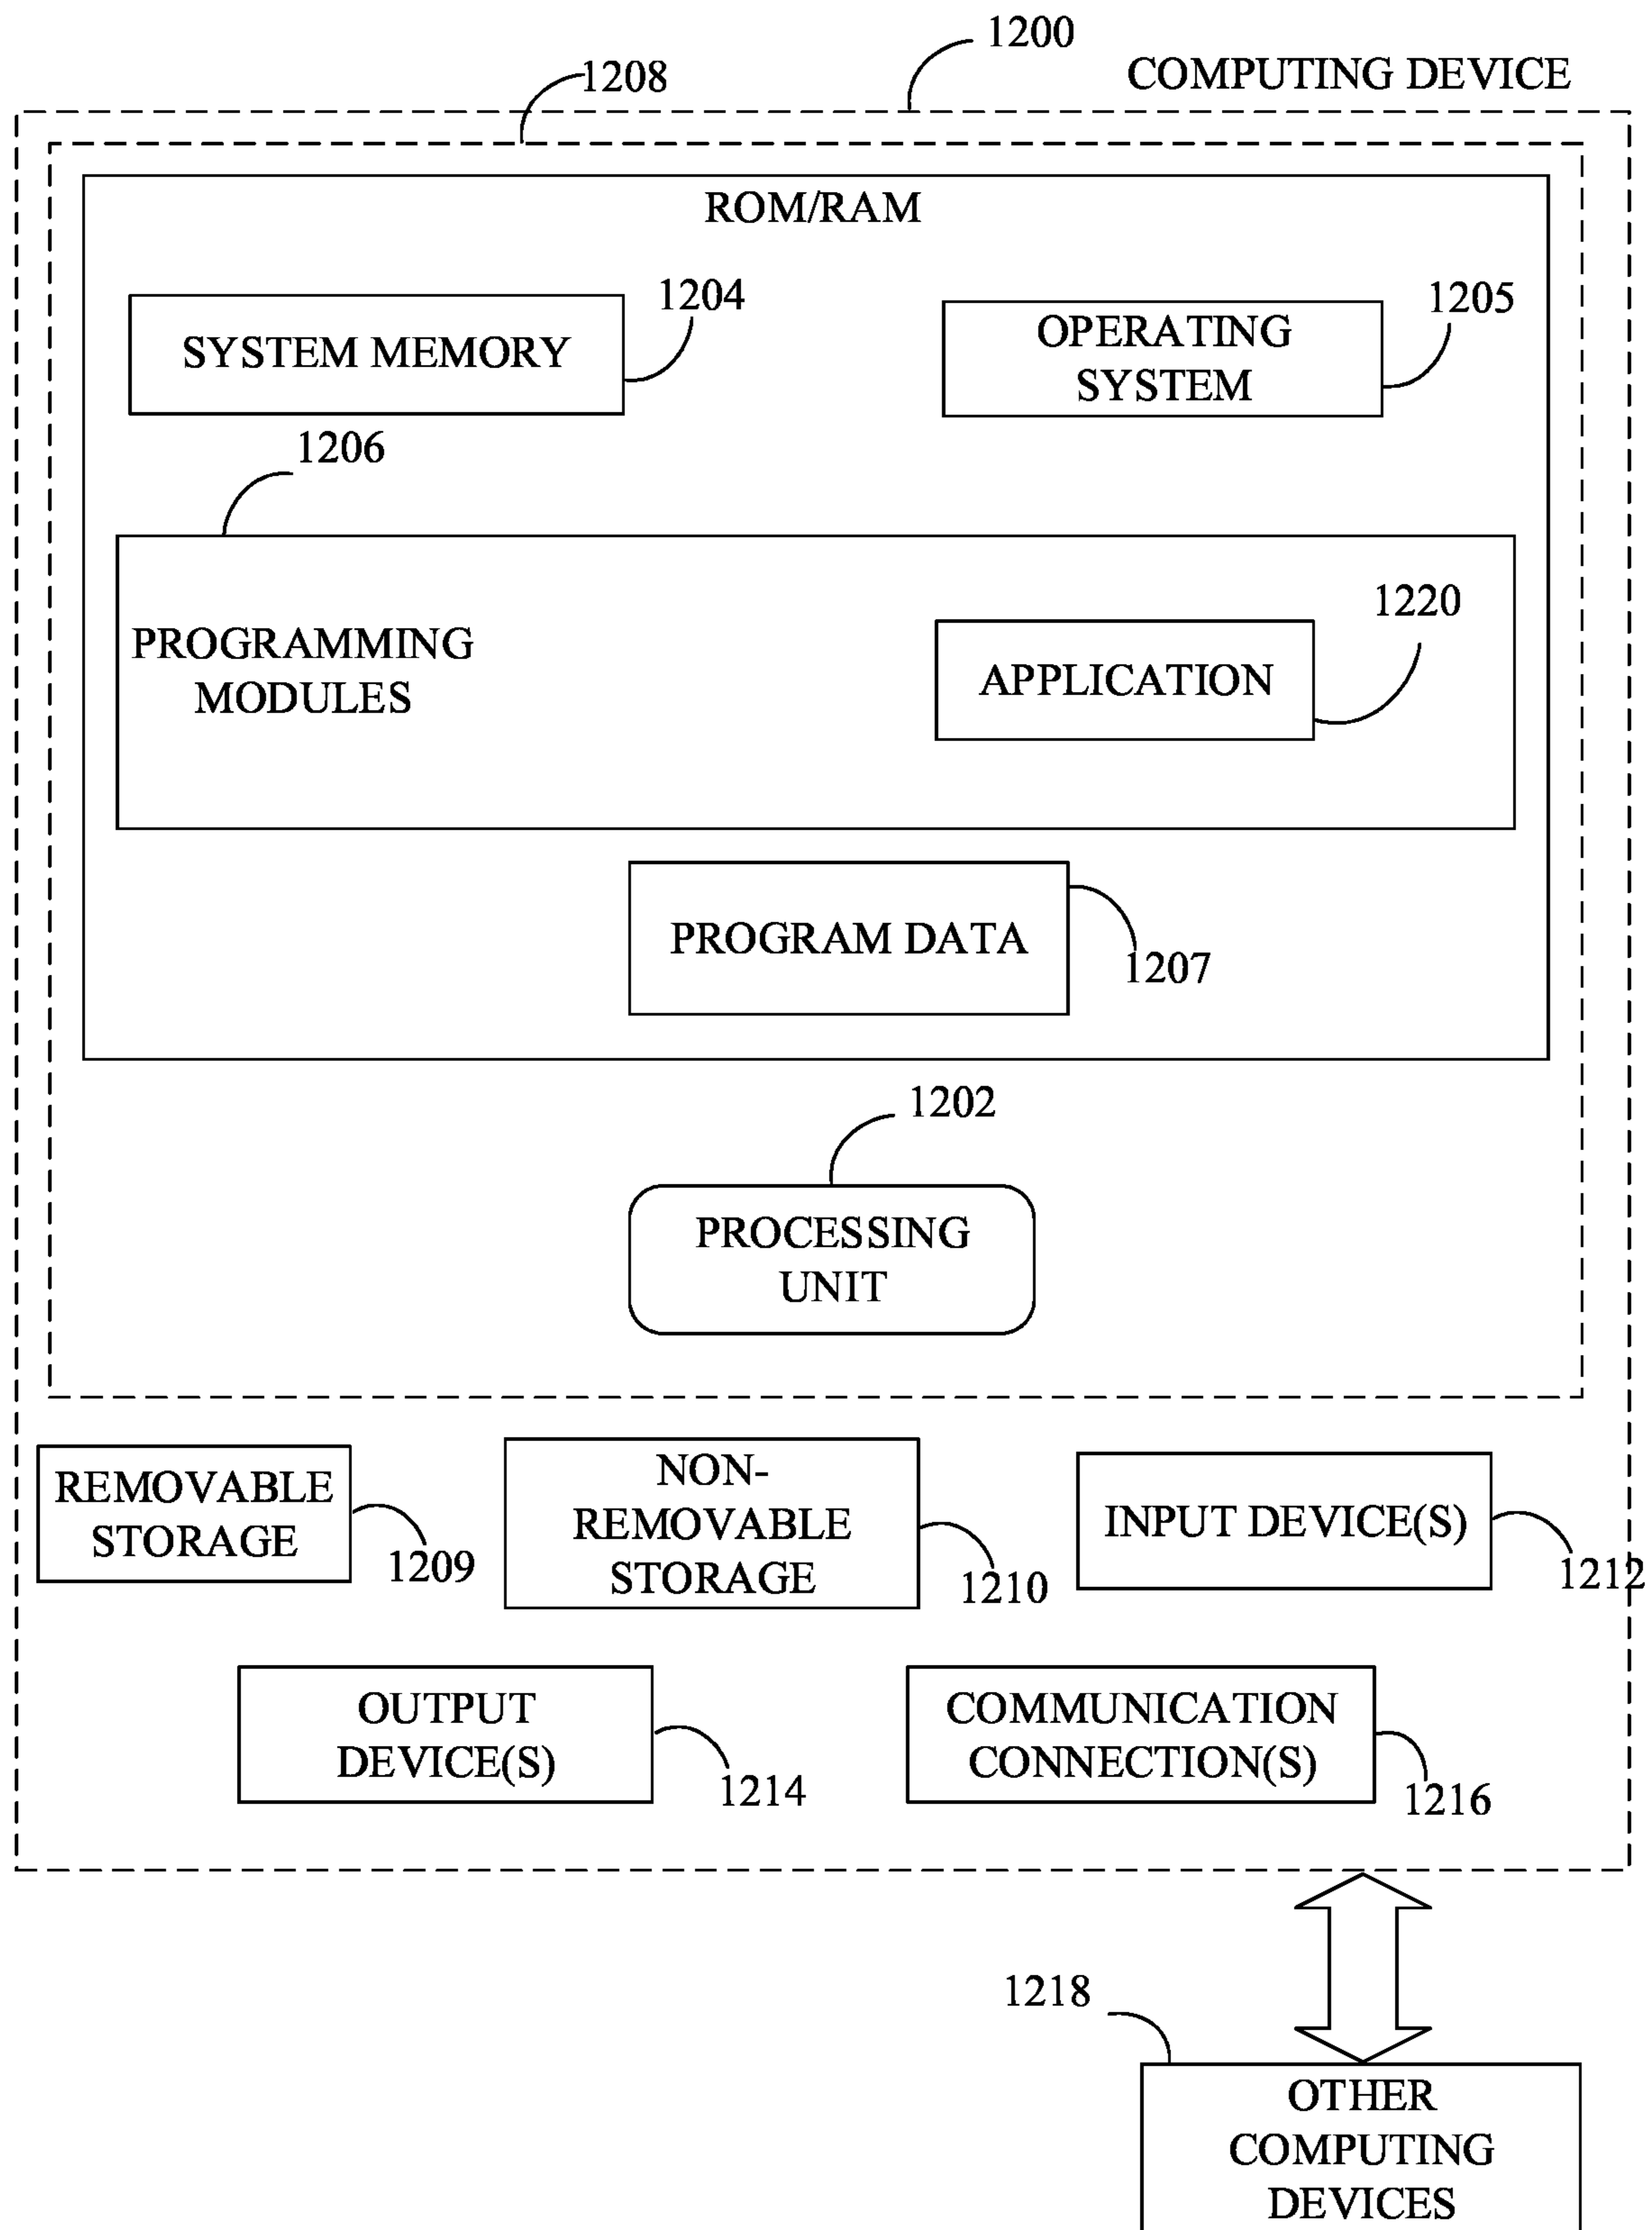 1200
COMPUTING DEVICE
1208
ROM/RAM
1204
SYSTEM MEMORY
1205
OPERATING
SYSTEM
1206
PROGRAMMING
MODULES
1220
APPLICATION
PROGRAM DATA
1207
1202
PROCESSING
UNIT
REMOVABLE
STORAGE
1209
NON-
REMOVABLE
STORAGE
1210
INPUT DEVICE(S)
1212
OUTPUT
DEVICE(S)
1214
COMMUNICATION
CONNECTION(S)
1216
1218
OTHER
COMPUTING
DEVICES